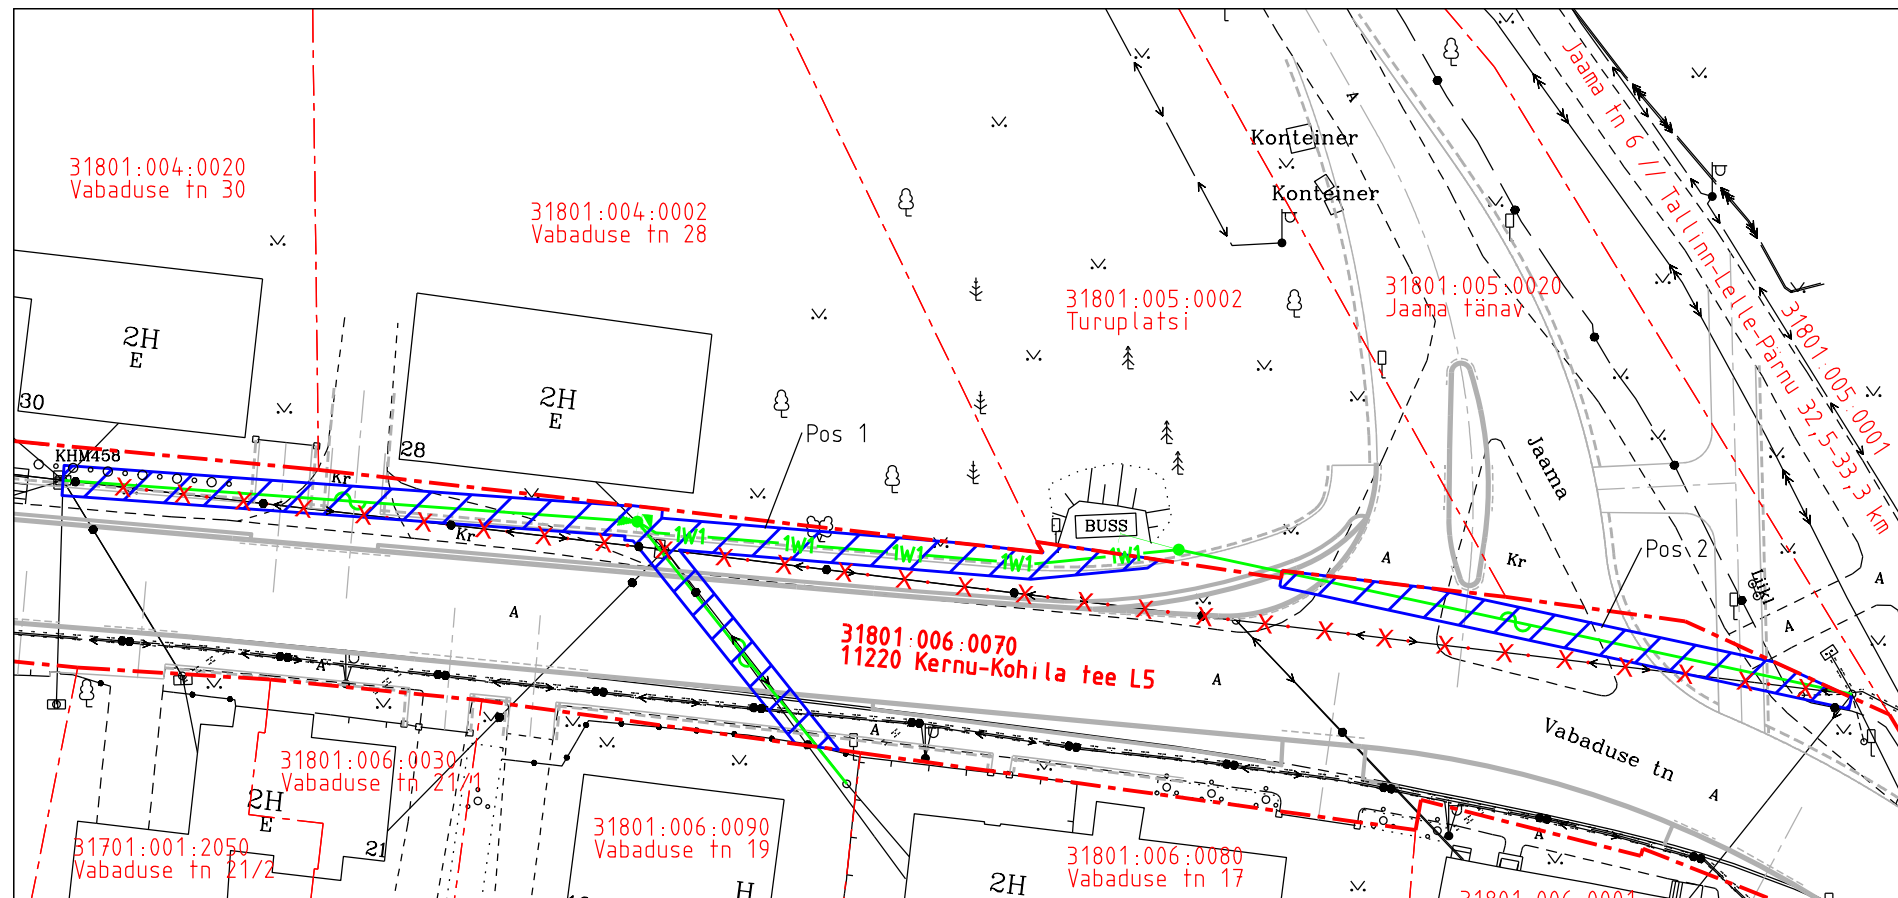 Jaama tn 6 // Tallinn-Lelle-Pärnu 32,5-33,3 km
31801:005:0001
A
Konteiner
Konteiner
31801:004:0020
Vabaduse tn 30
31801:004:0002
Vabaduse tn 28
31801:005:0002
Turuplatsi
31801:005:0020
Jaama tänav
2H
E
30
2H
E
28
Pos 1
KHM458
Kr
Kr
Jaama
BUSS
1W1
1W1
1W1
1W1
1W1
A
Kr
Pos 2
A
A
A
31801:006:0070
11220 Kernu-Kohila tee L5
A
A
A
Vabaduse tn
A
A
31801:006:0030
Vabaduse tn 21/1
2H
E
21
31701:001:2050
Vabaduse tn 21/2
31801:006:0090
Vabaduse tn 19
H
31801:006:0080
Vabaduse tn 17
2H